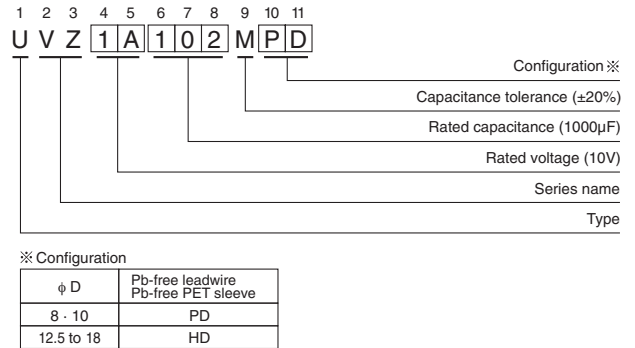 1 2 3 4 5 6 7 8 9 10 11
U V Z 1 A 1 0 2 M P D
Configuration ※
Capacitance tolerance (±20%)
Rated capacitance (1000µF)
Rated voltage (10V)
Series name
Type
※ Configuration
ϕ D Pb-free leadwire
Pb-free PET sleeve
8 · 10 PD
12.5 to 18 HD